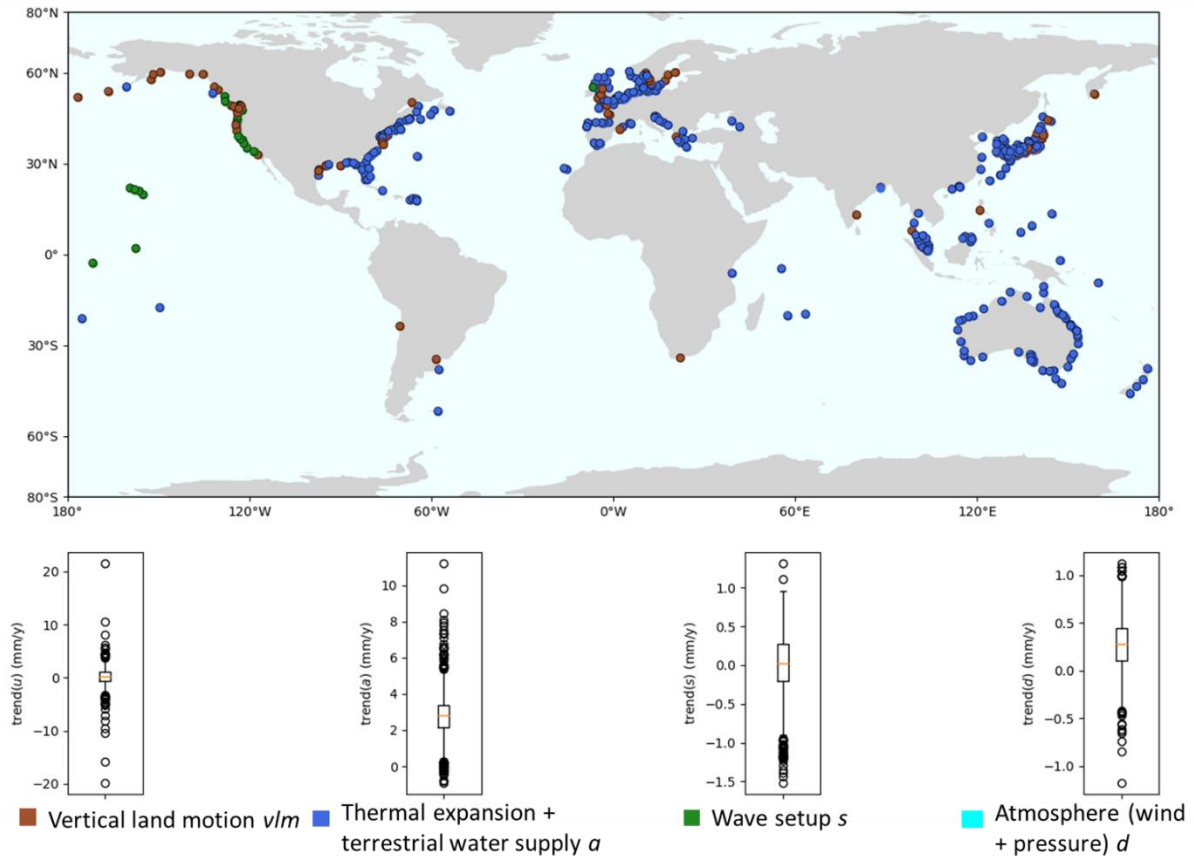 80°N
60°N
30°N
0°
30°S
60°S
80°S
180° 120°W 60°W 0°W 60°E 120°E 180°
20
10
0
−10
−20
trend(u) (mm/y)
10
8
6
4
2
0
trend(a) (mm/y)
1.0
0.5
0.0
−0.5
−1.0
−1.5
trend(s) (mm/y)
1.0
0.5
0.0
−0.5
−1.0
trend(d) (mm/y)
Vertical land motion vlm
Thermal expansion +
terrestrial water supply a
Wave setup s
Atmosphere (wind
+ pressure) d